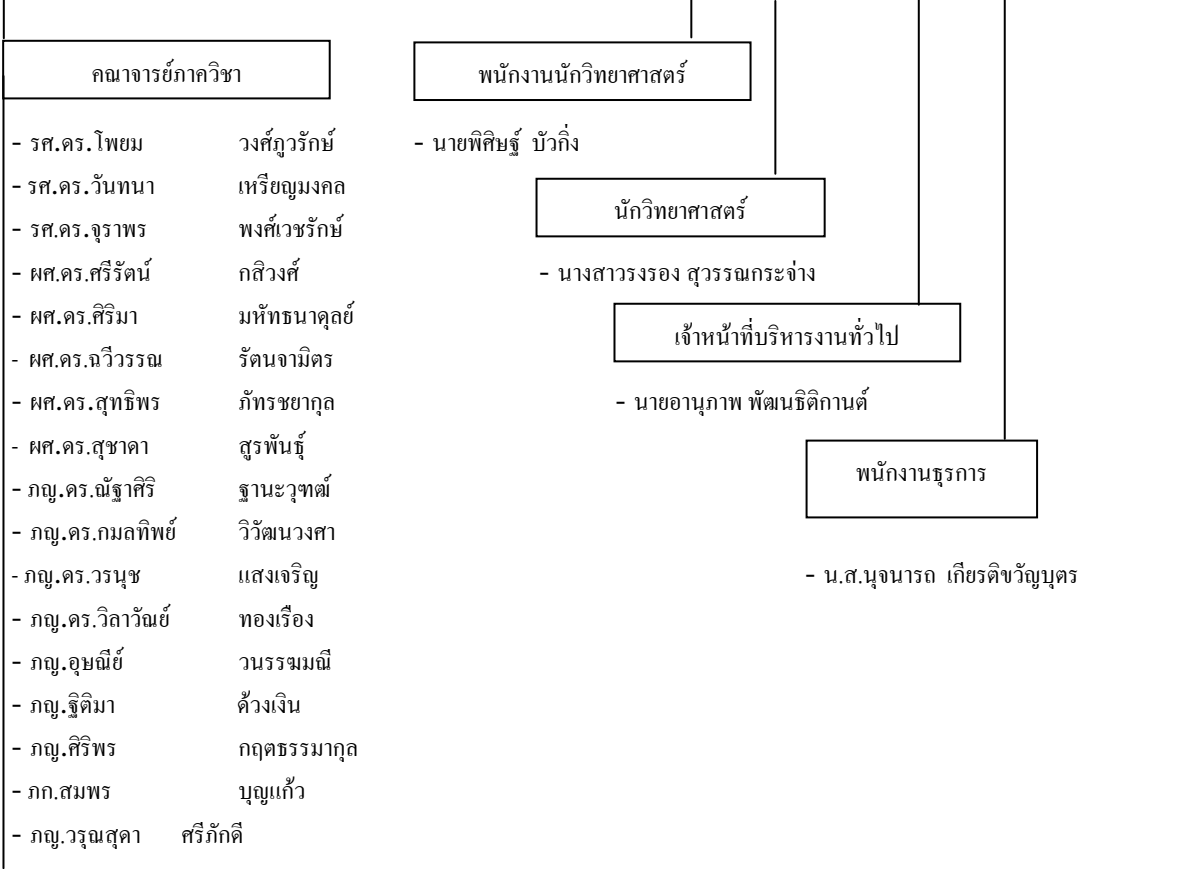 คณาจารย์ภาควิชา
- รศ.ดร.โพยม วงศ์ภูวรักษ์
- รศ.ดร.วันทนา เหรียญมงคล
- รศ.ดร.จุราพร พงศ์เวชรักษ์
- ผศ.ดร.ศรีรัตน์ กสิวงศ์
- ผศ.ดร.ศิริมา มหัทธนาดุลย์
- ผศ.ดร.ฉวีวรรณ รัตนจามิตร
- ผศ.ดร.สุทธิพร ภัทรชยากุล
- ผศ.ดร.สุชาดา สูรพันธุ์
- ภญ.ดร.ณัฐาศิริ ฐานะวุฑฒ์
- ภญ.ดร.กมลทิพย์ วิวัฒนวงศา
- ภญ.ดร.วรนุช แสงเจริญ
- ภญ.ดร.วิลาวัณย์ ทองเรือง
- ภญ.อุษณีย์ วนรรฆมณี
- ภญ.ฐิติมา ด้วงเงิน
- ภญ.ศิริพร กฤตธรรมากุล
- ภก.สมพร บุญแก้ว
- ภญ.วรุณสุดา ศรีภักดี
พนักงานนักวิทยาศาสตร์
- นายพิศิษฐ์ บัวกิ่ง
นักวิทยาศาสตร์
- นางสาวรงรอง สุวรรณกระจ่าง
เจ้าหน้าที่บริหารงานทั่วไป
- นายอานุภาพ พัฒนธิติกานต์
พนักงานธุรการ
- น.ส.นุจนารถ เกียรติขวัญบุตร